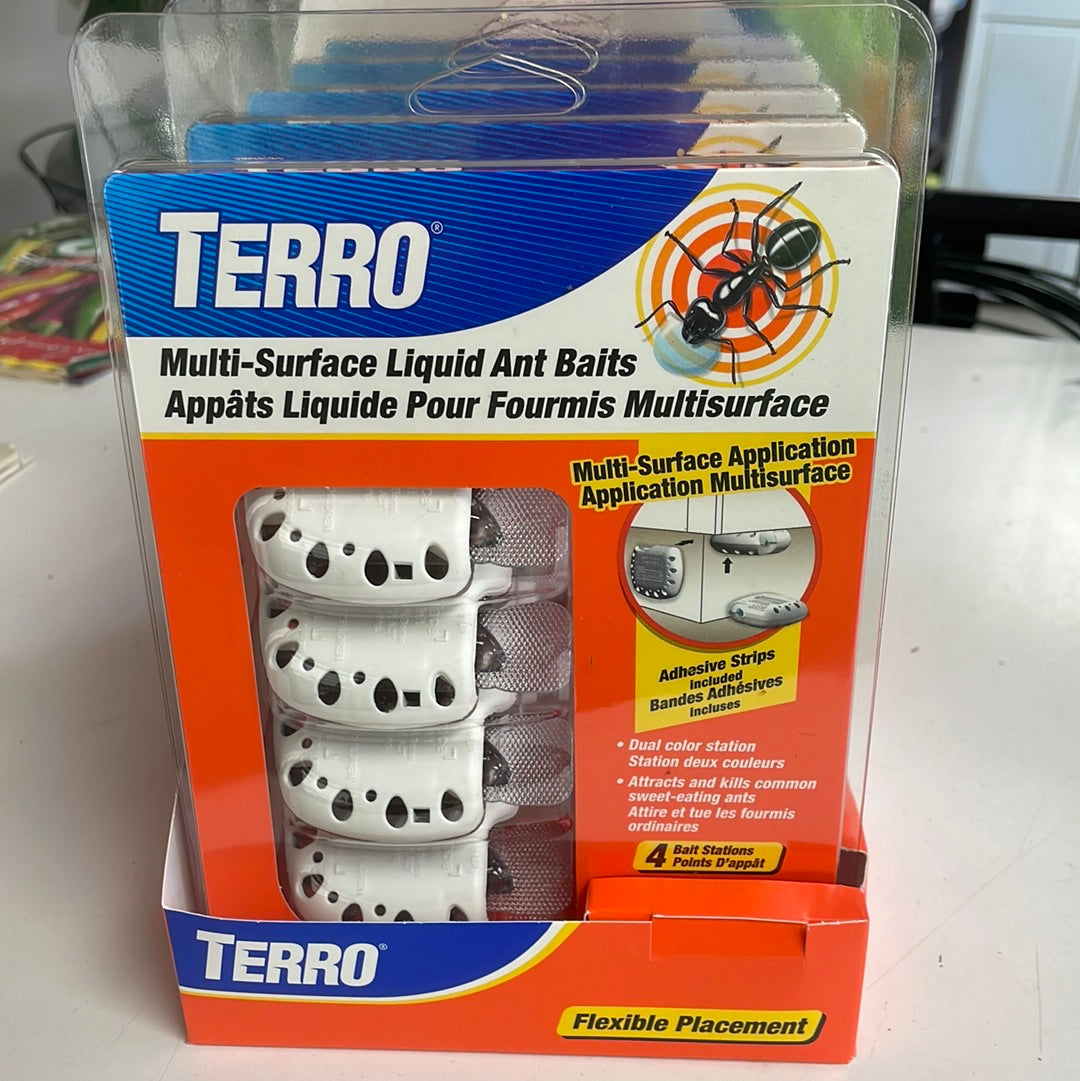 TERRO®
Multi-Surface Liquid Ant Baits
Appâts Liquide Pour Fourmis Multisurface
Multi-Surface Application
Application Multisurface
Adhesive Strips
included
Bandes Adhésives
incluses
• Dual color station
Station deux couleurs
• Attracts and kills common
sweet-eating ants
Attire et tue les fourmis
ordinaires
4 Bait Stations
Points D'appât
TERRO®
Flexible Placement